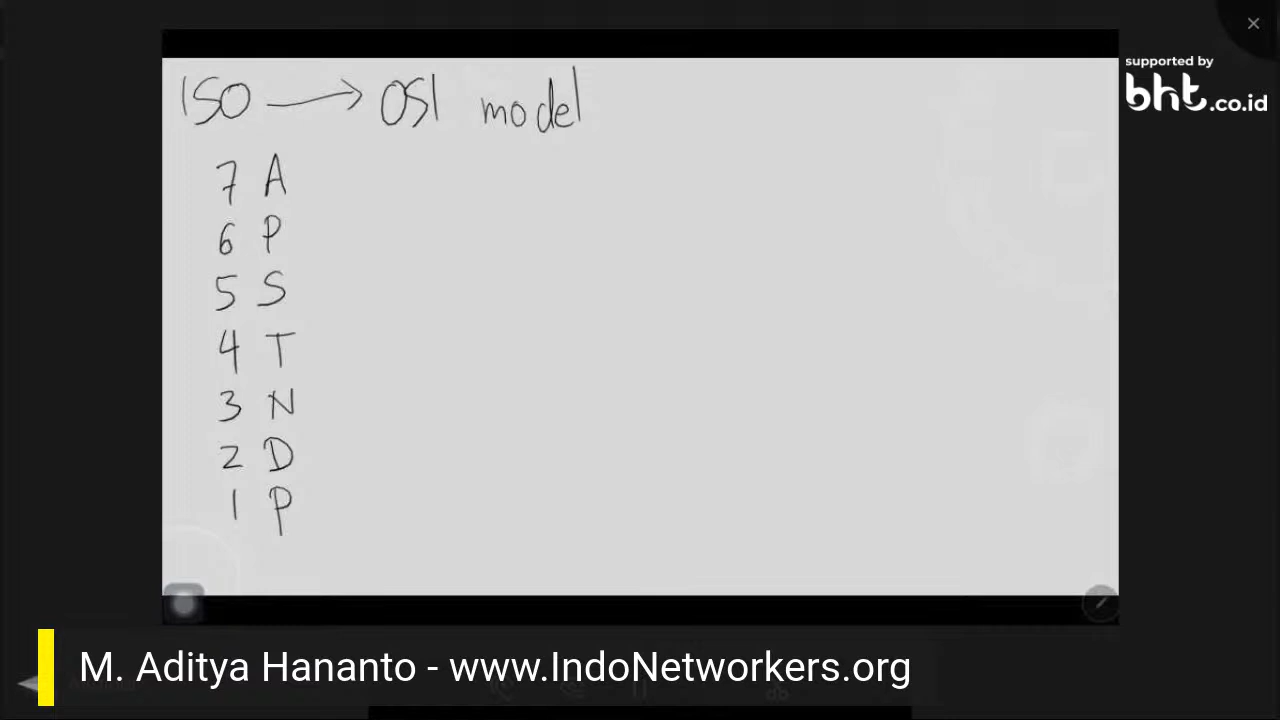 supported by
bht.co.id
ISO → OSI model
7 A
6 P
5 S
4 T
3 N
2 D
1 P
M. Aditya Hananto - www.IndoNetworkers.org